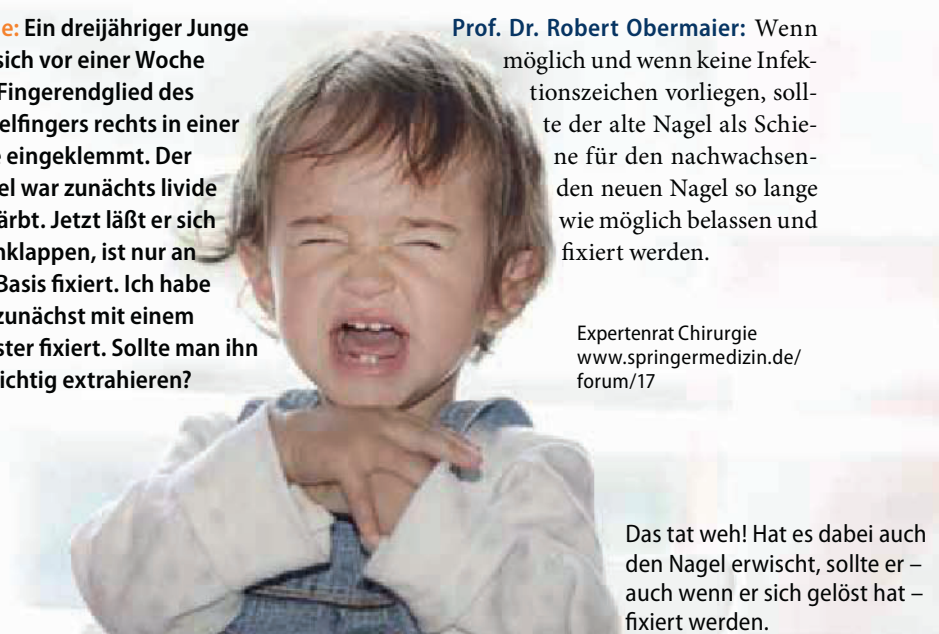 e: Ein dreijähriger Junge
sich vor einer Woche
Fingerendglied des
elfingers rechts in einer
eingeklemmt. Der
el war zunächts livide
ärbt. Jetzt läßt er sich
nklappen, ist nur an
Basis fixiert. Ich habe
zunächst mit einem
ster fixiert. Sollte man ihn
ichtig extrahieren?
Prof. Dr. Robert Obermaier: Wenn
möglich und wenn keine Infek-
tionszeichen vorliegen, soll-
te der alte Nagel als Schie-
ne für den nachwachsen-
den neuen Nagel so lange
wie möglich belassen und
fixiert werden.
Expertenrat Chirurgie
www.springermedizin.de/
forum/17
Das tat weh! Hat es dabei auch
den Nagel erwischt, sollte er –
auch wenn er sich gelöst hat –
fixiert werden.